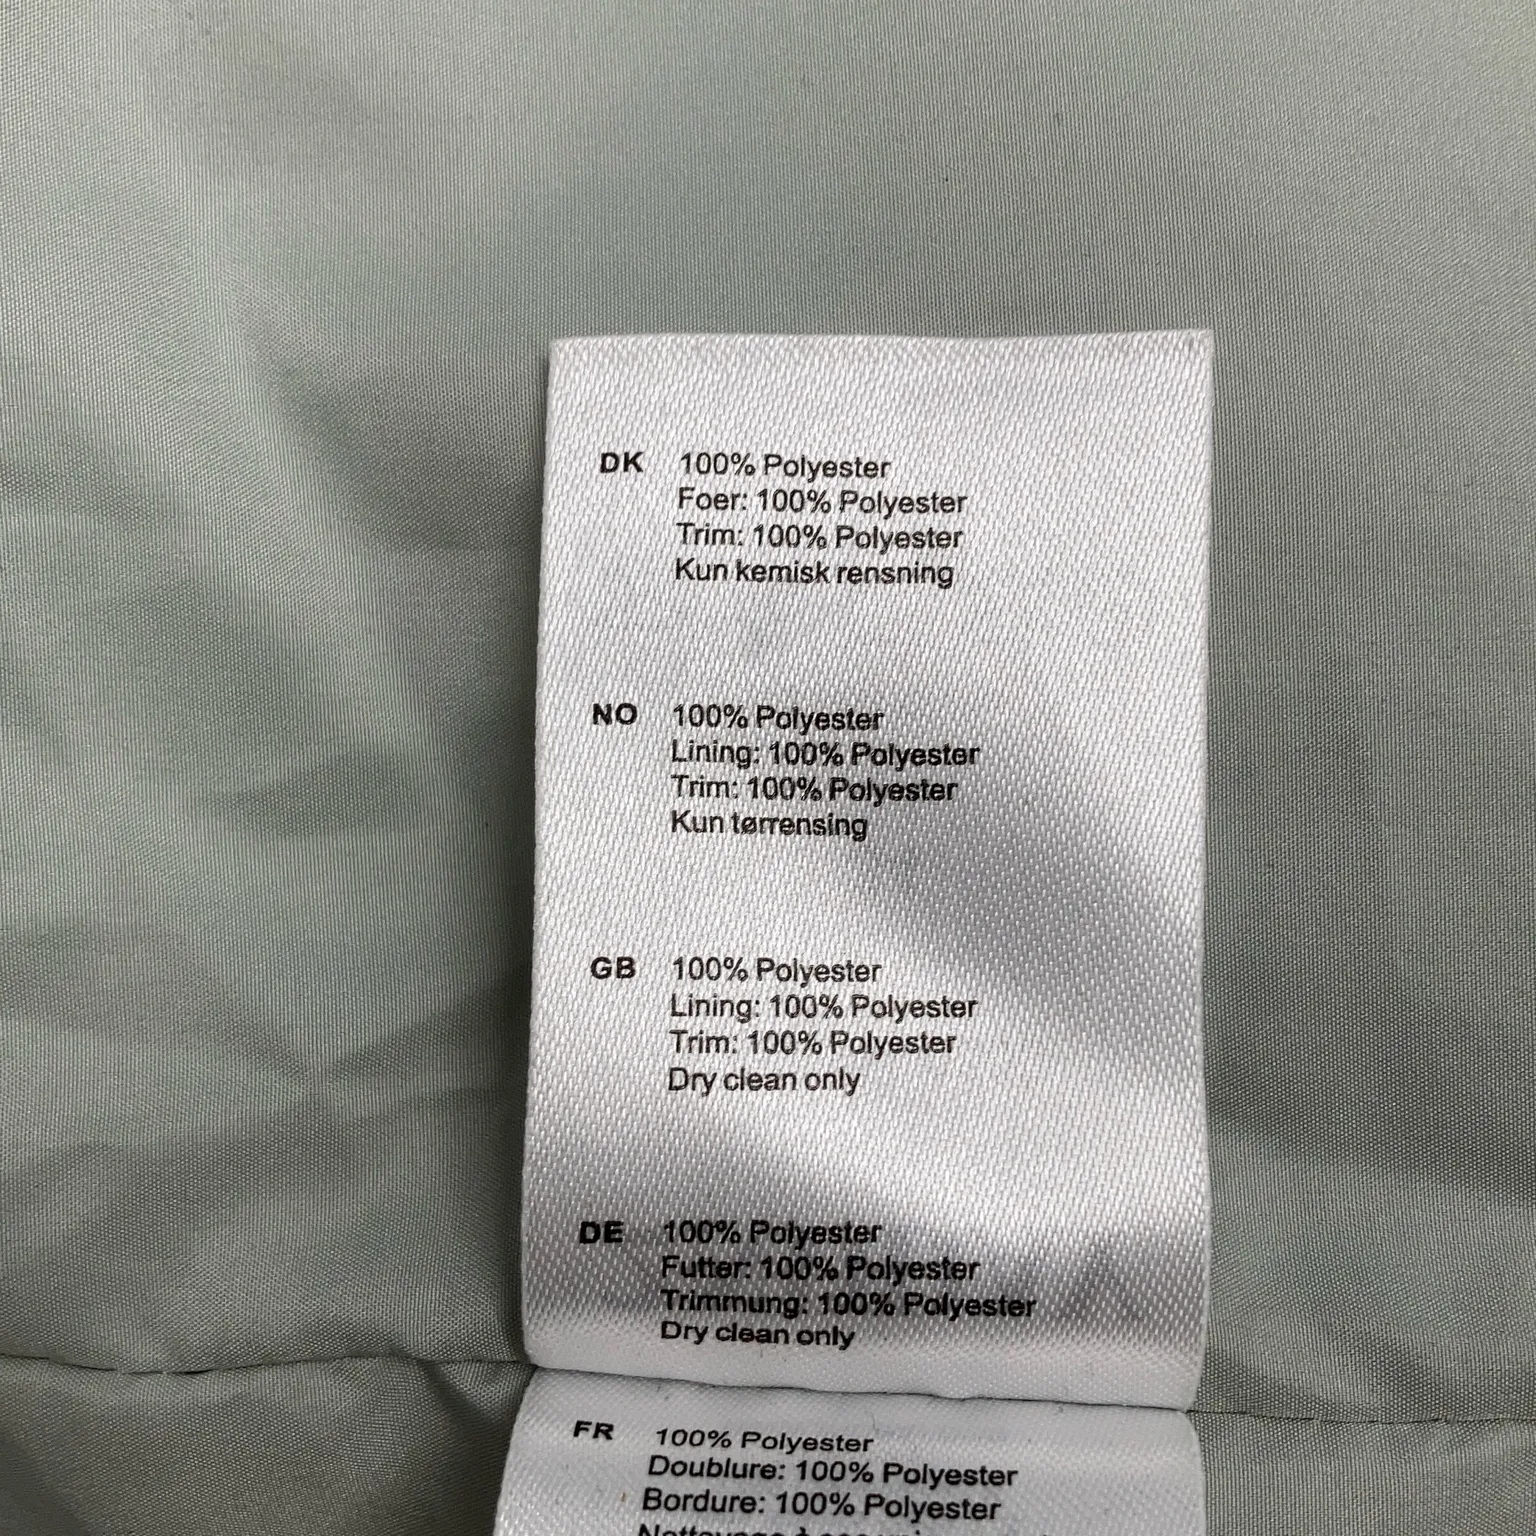 DK 100% Polyester
Foer: 100% Polyester
Trim: 100% Polyester
Kun kemisk rensning
NO 100% Polyester
Lining: 100% Polyester
Trim: 100% Polyester
Kun tørrensing
GB 100% Polyester
Lining: 100% Polyester
Trim: 100% Polyester
Dry clean only
DE 100% Polyester
Futter: 100% Polyester
Trimmung: 100% Polyester
Dry clean only
FR 100% Polyester
Doublure: 100% Polyester
Bordure: 100% Polyester
Nettoyage à sec